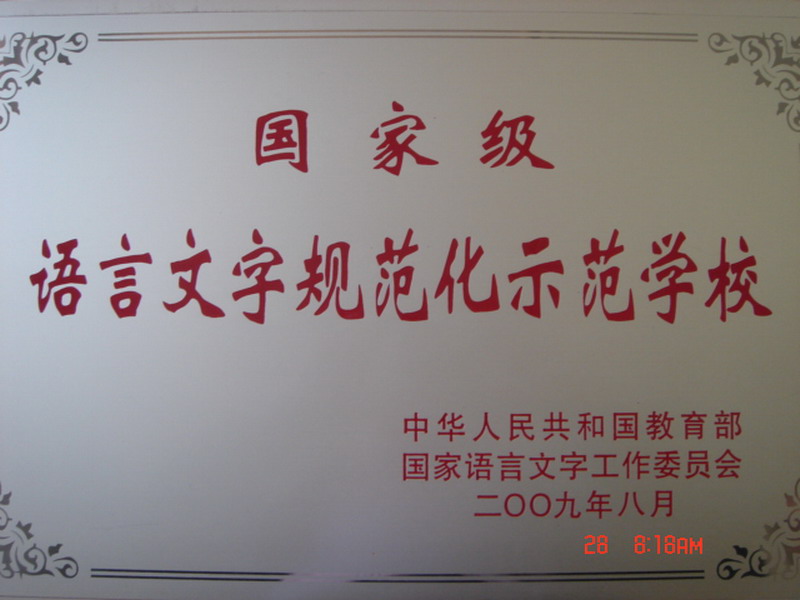 国家级
语言文字规范化示范学校
中华人民共和国教育部
国家语言文字工作委员会
二〇〇九年八月
28 8:18AM